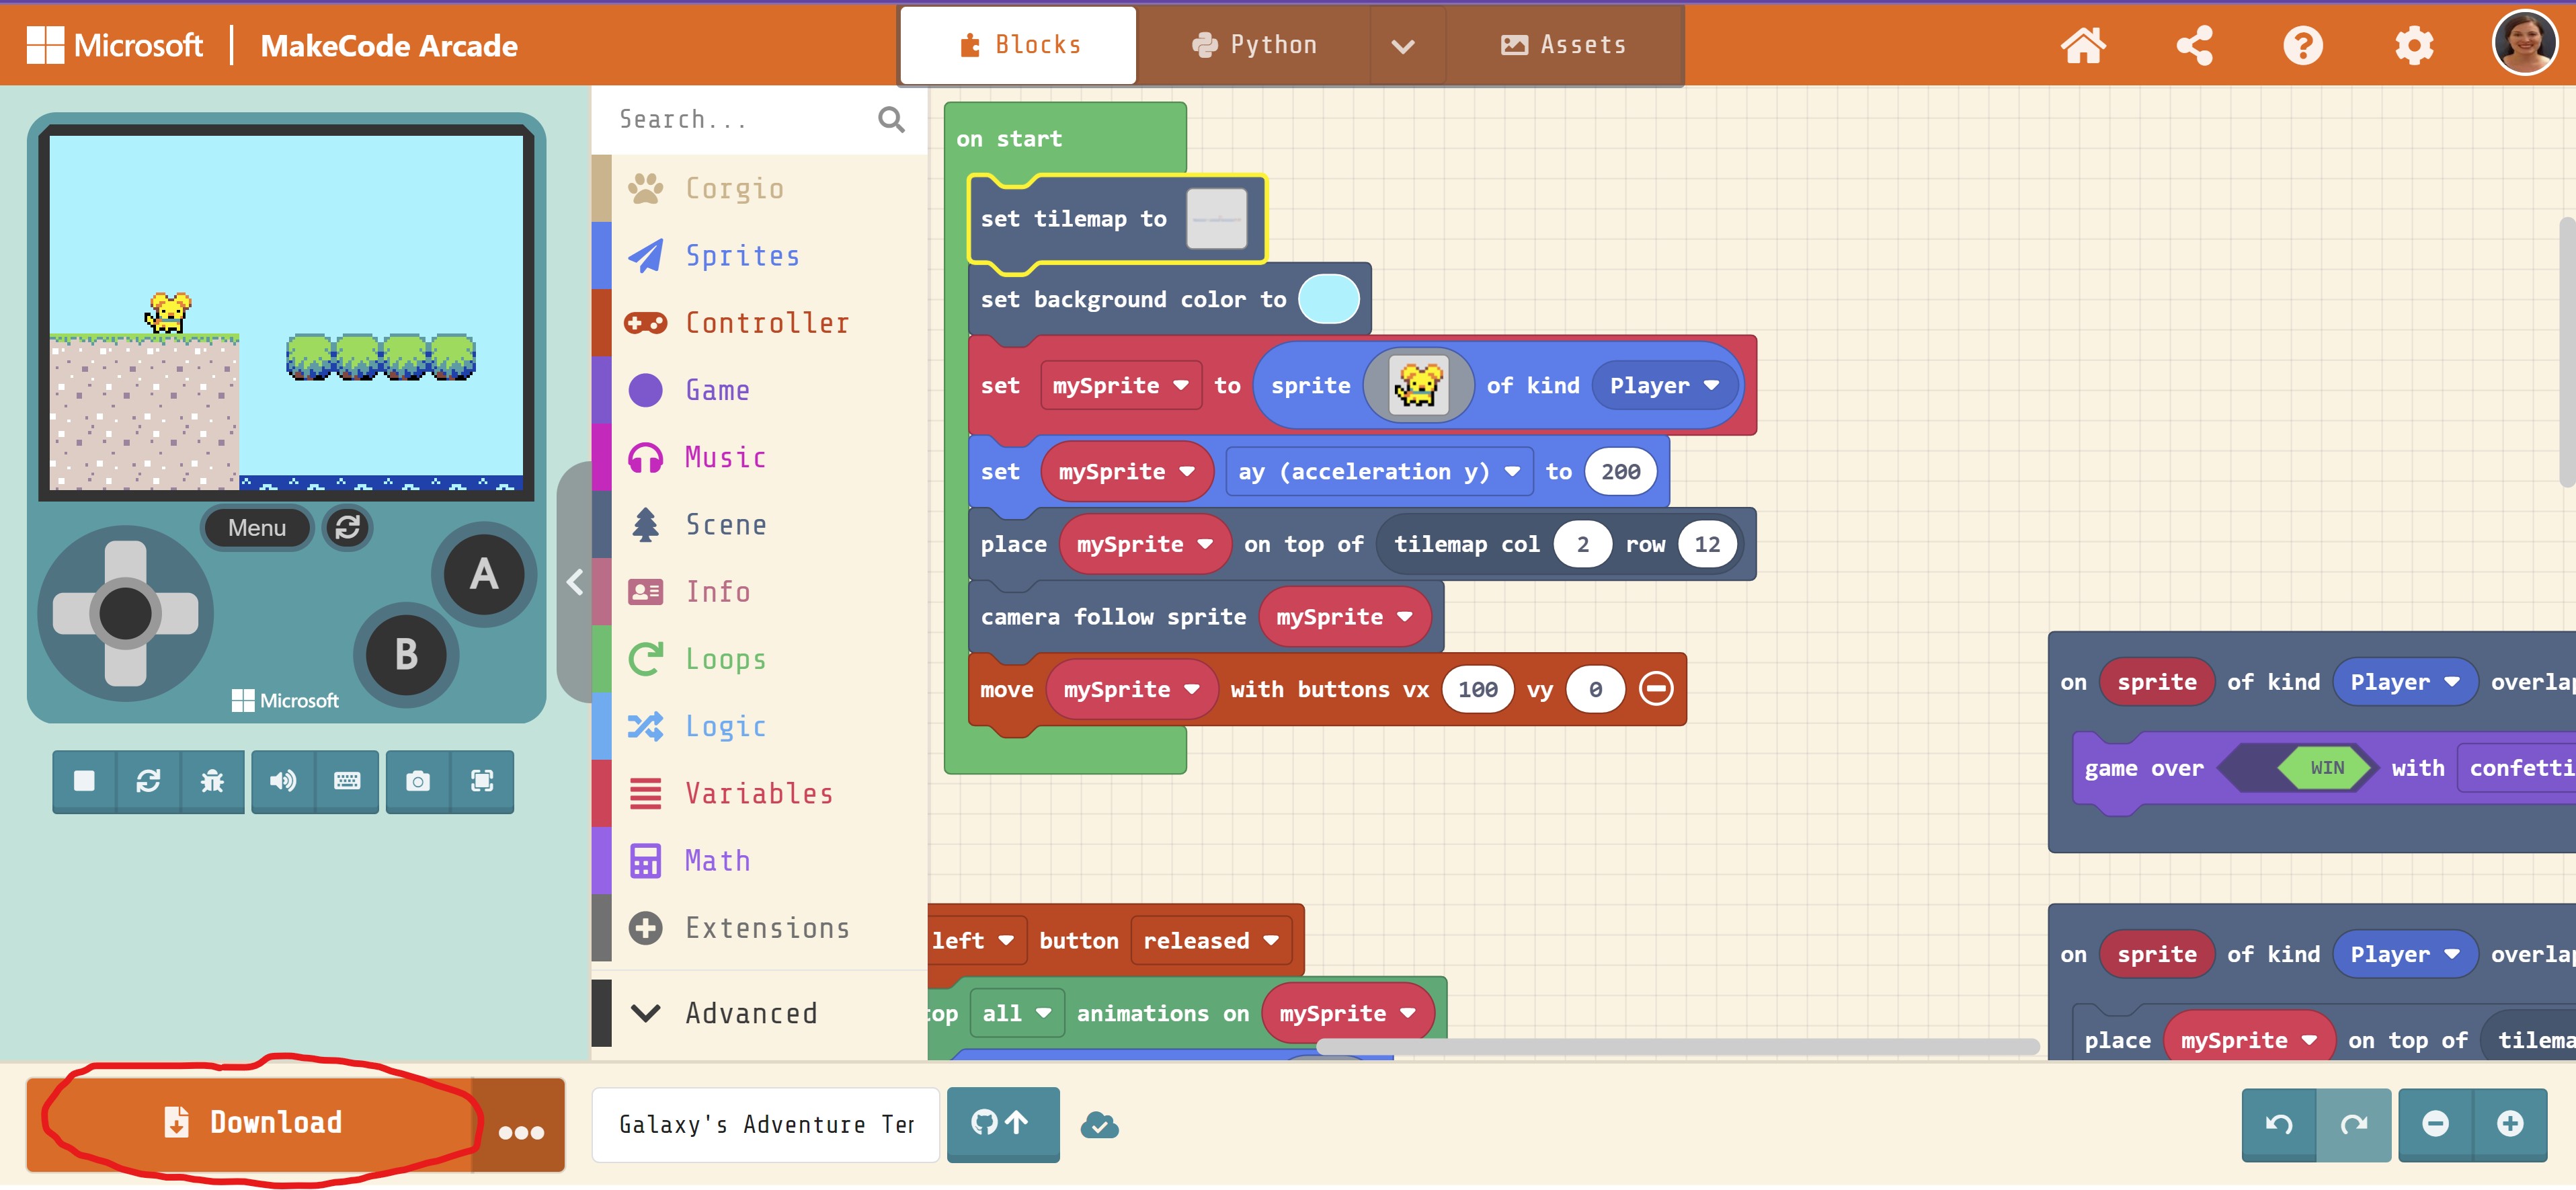 Microsoft | MakeCode Arcade
Blocks
Python
Assets
Menu
A
B
Microsoft
Search...
Corgio
Sprites
Controller
Game
Music
Scene
Info
Loops
Logic
Variables
Math
Extensions
Advanced
on start
set tilemap to
set background color to
set mySprite to sprite of kind Player
set mySprite ay (acceleration y) to 200
place mySprite on top of tilemap col 2 row 12
camera follow sprite mySprite
move mySprite with buttons vx 100 vy 0
left button released
top all animations on mySprite
on sprite of kind Player overlap
game over WIN with confetti
on sprite of kind Player overlap
place mySprite on top of tilema
Download
Galaxy's Adventure Ter